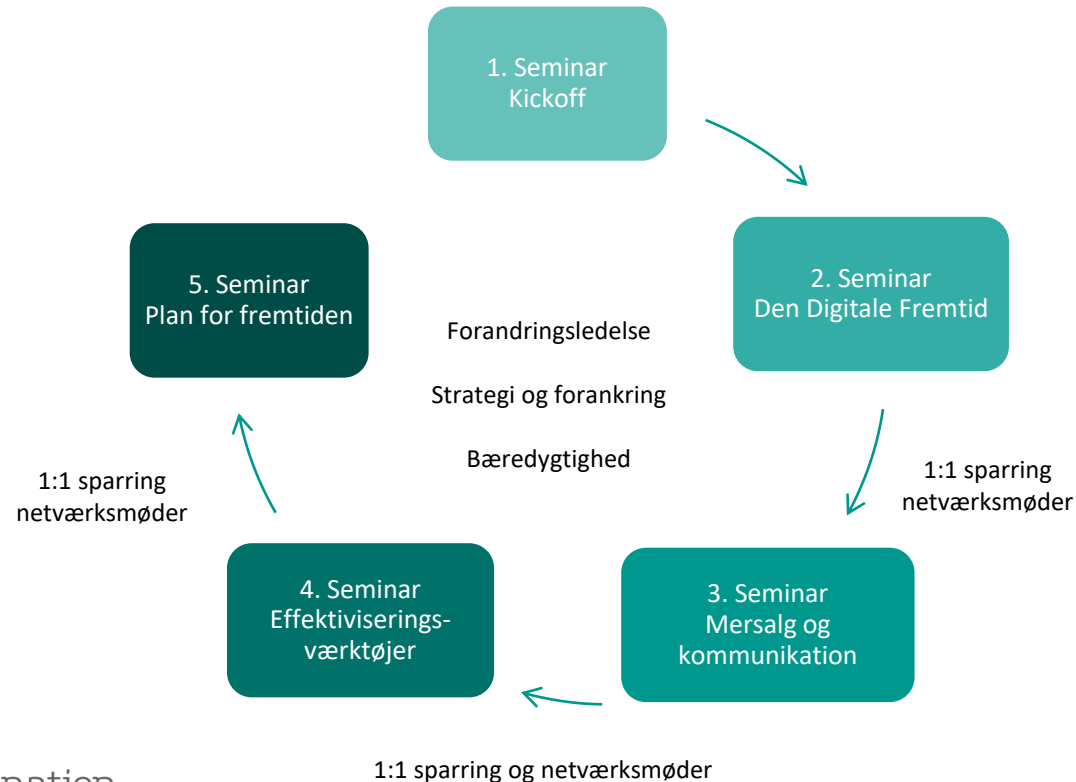 1. Seminar
Kickoff
2. Seminar
Den Digitale Fremtid
5. Seminar
Plan for fremtiden
Forandringsledelse
Strategi og forankring
Bæredygtighed
1:1 sparring
netværksmøder
1:1 sparring
netværksmøder
3. Seminar
Mersalg og
kommunikation
4. Seminar
Effektiviserings-
værktøjer
1:1 sparring og netværksmøder